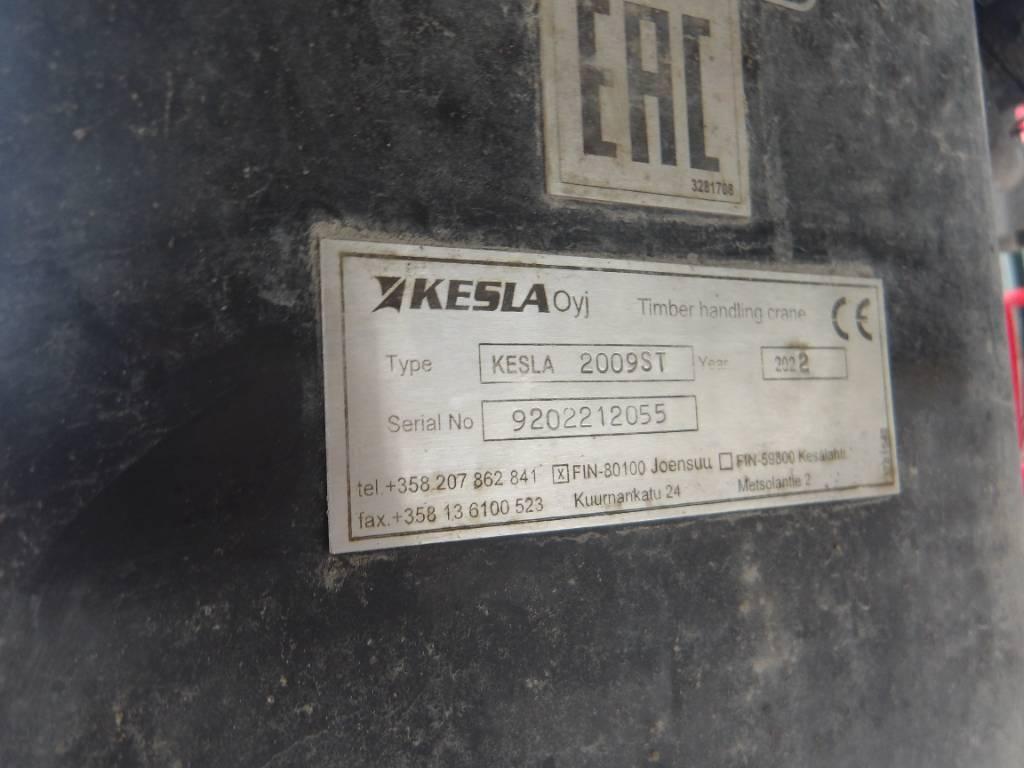 EAC
3281708
KESLA Oyj Timber handling crane CE
Type KESLA 2009ST Year 2022
Serial No 9202212055
tel.+358 207 862 841 X FIN-80100 Joensuu FIN-59800 Kesälahti
fax.+358 13 6100 523 Kuurnankatu 24 Metsolantie 2